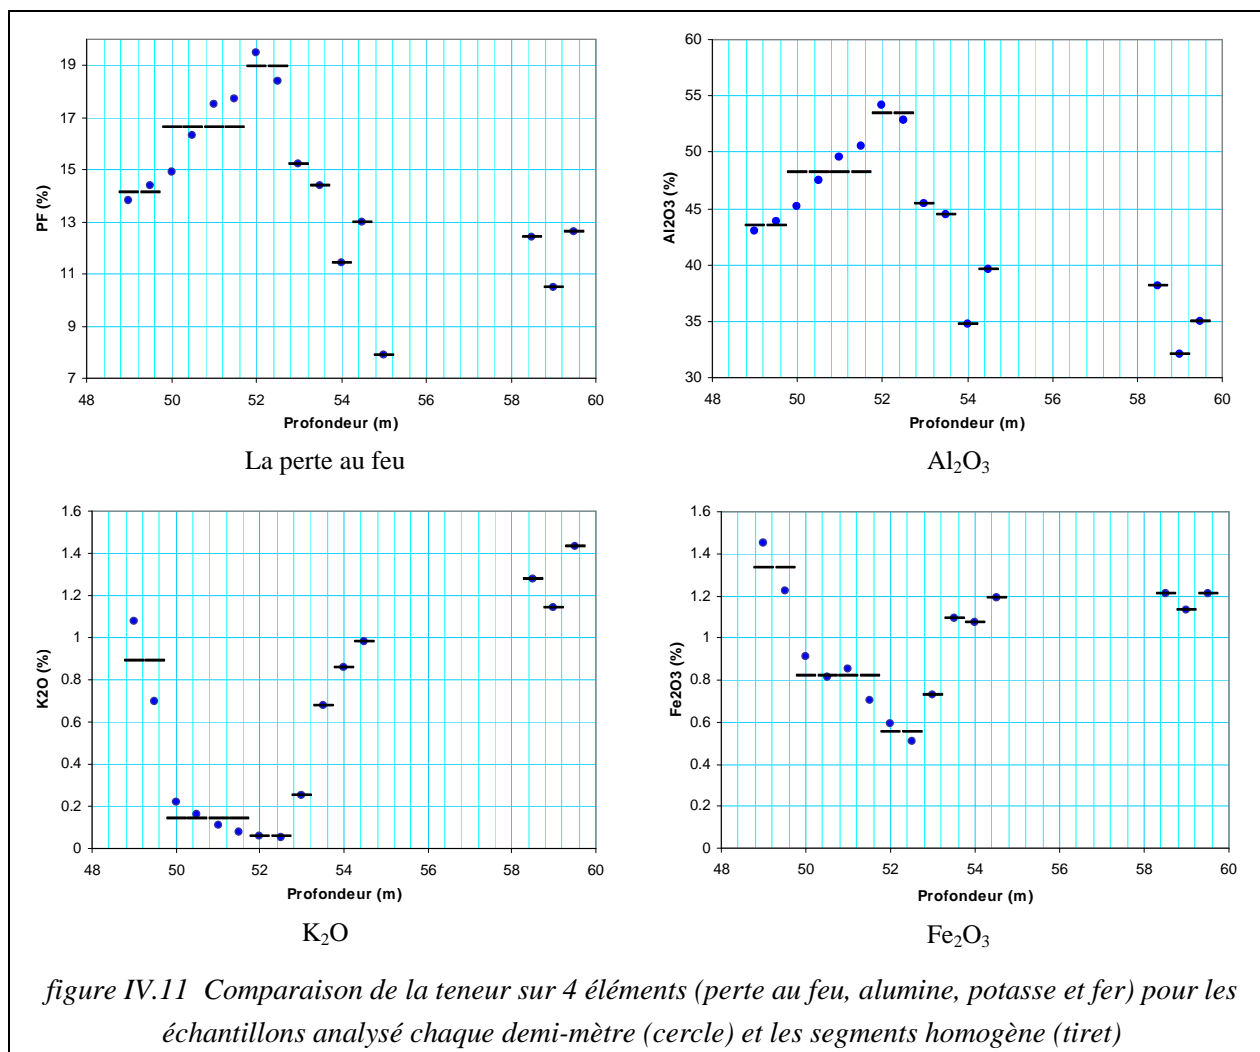 19
17
15
13
11
9
7
PF (%)
48 50 52 54 56 58 60
Profondeur (m)
La perte au feu
60
55
50
45
40
35
30
Al2O3 (%)
48 50 52 54 56 58 60
Profondeur (m)
Al₂O₃
1.6
1.4
1.2
1
0.8
0.6
0.4
0.2
0
K2O (%)
48 50 52 54 56 58 60
Profondeur (m)
K₂O
1.6
1.4
1.2
1
0.8
0.6
0.4
0.2
0
Fe2O3 (%)
48 50 52 54 56 58 60
Profondeur (m)
Fe₂O₃
figure IV.11 Comparaison de la teneur sur 4 éléments (perte au feu, alumine, potasse et fer) pour les
échantillons analysé chaque demi-mètre (cercle) et les segments homogène (tiret)